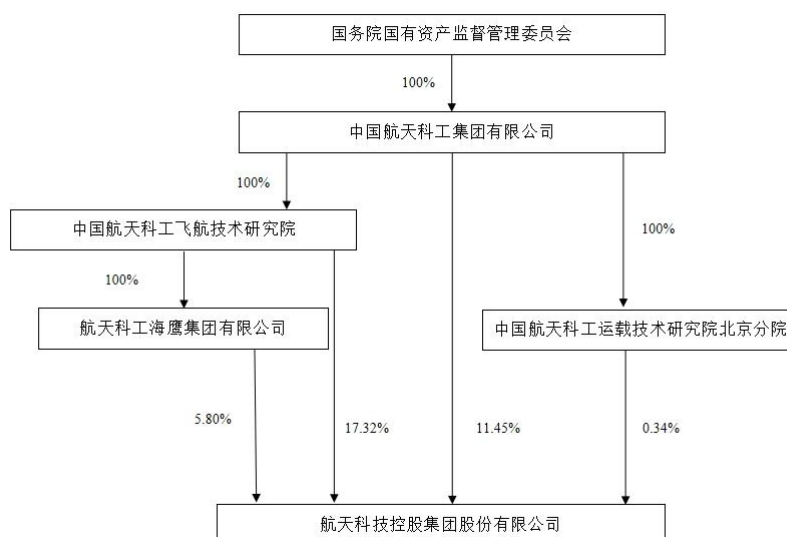 国务院国有资产监督管理委员会
100%
中国航天科工集团有限公司
100%
中国航天科工飞航技术研究院
100%
100%
航天科工海鹰集团有限公司
中国航天科工运载技术研究院北京分院
5.80%
17.32%
11.45%
0.34%
航天科技控股集团股份有限公司